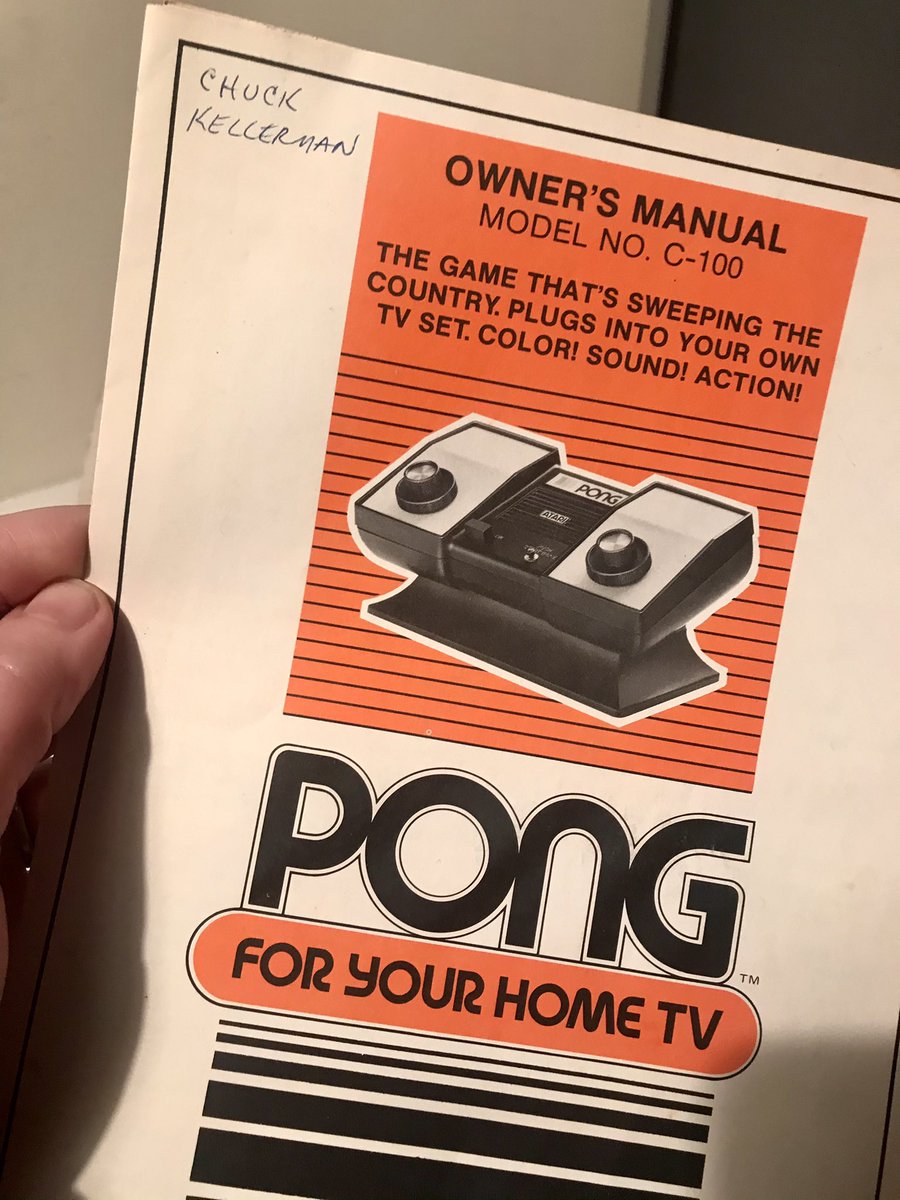 CHUCK
KELLERMAN
OWNER'S MANUAL
MODEL NO. C-100
THE GAME THAT'S SWEEPING THE
COUNTRY. PLUGS INTO YOUR OWN
TV SET. COLOR! SOUND! ACTION!
PONG
ATARI
PONG
TM
FOR YOUR HOME TV